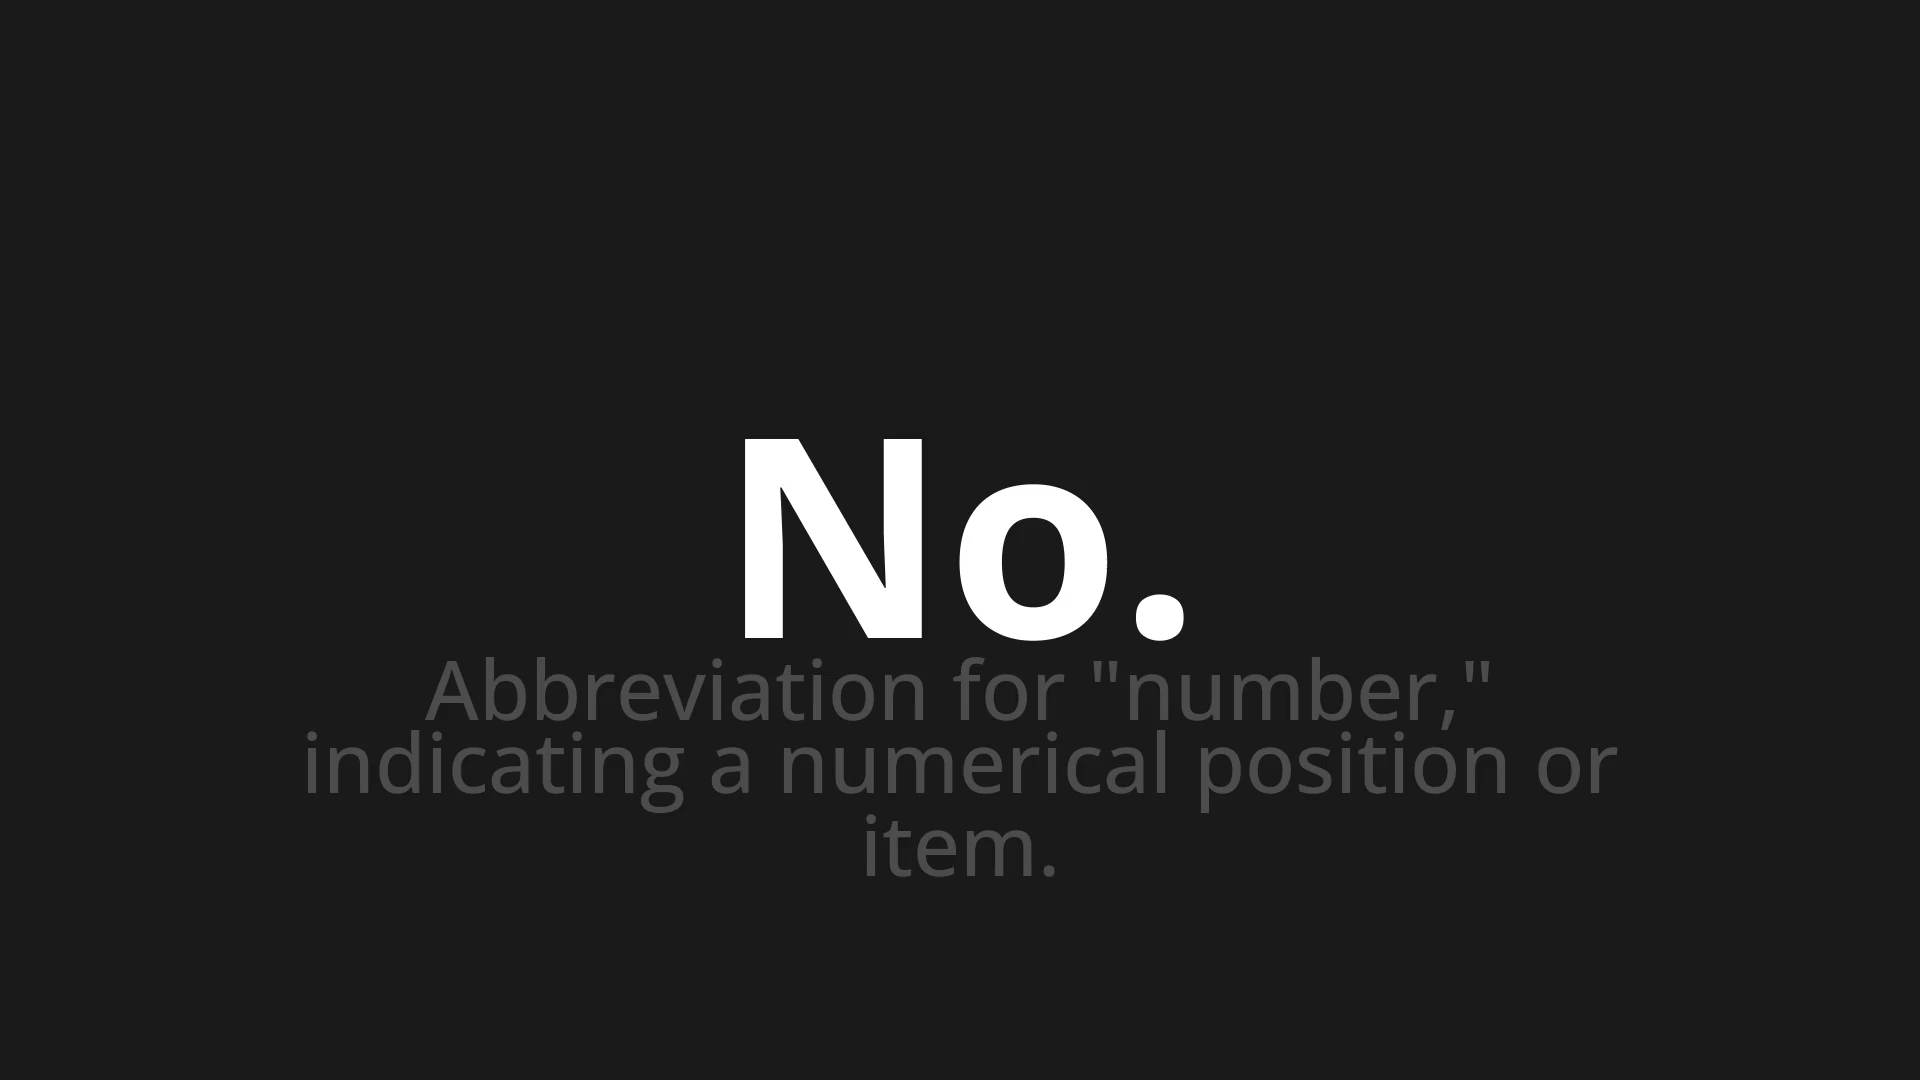 No.
Abbreviation for "number,"
indicating a numerical position or
item.